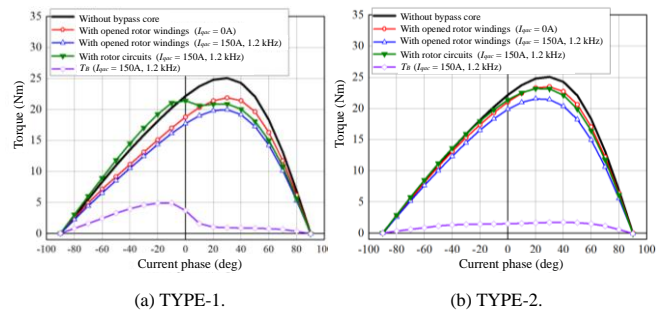 35
30
25
20
15
10
5
0
Torque (Nm)
Without bypass core
With opened rotor windings (Iqac = 0A)
With opened rotor windings (Iqac = 150A, 1.2 kHz)
With rotor circuits (Iqac = 150A, 1.2 kHz)
TB (Iqac = 150A, 1.2 kHz)
-100 -80 -60 -40 -20 0 20 40 60 80 100
Current phase (deg)
(a) TYPE-1.
35
30
25
20
15
10
5
0
Torque (Nm)
Without bypass core
With opened rotor windings (Iqac = 0A)
With opened rotor windings (Iqac = 150A, 1.2 kHz)
With rotor circuits (Iqac = 150A, 1.2 kHz)
TB (Iqac = 150A, 1.2 kHz)
-100 -80 -60 -40 -20 0 20 40 60 80 100
Current phase (deg)
(b) TYPE-2.